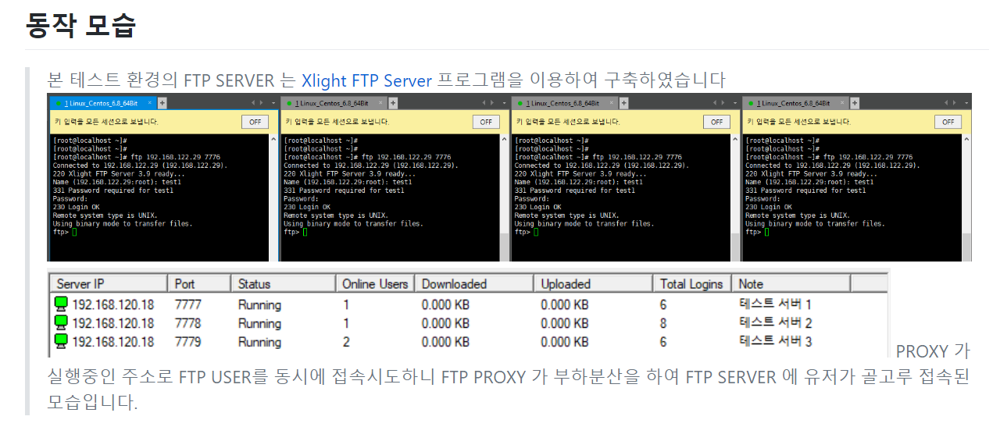 동작 모습
본 테스트 환경의 FTP SERVER 는 Xlight FTP Server 프로그램을 이용하여 구축하였습니다
1 Linux_Centos_6.8_64Bit × +
키 입력을 모든 세션으로 보냅니다. OFF
[root@localhost ~]#
[root@localhost ~]#
[root@localhost ~]# ftp 192.168.122.29 7776
Connected to 192.168.122.29 (192.168.122.29).
220 Xlight FTP Server 3.9 ready...
Name (192.168.122.29:root): test1
331 Password required for test1
Password:
230 Login OK
Remote system type is UNIX.
Using binary mode to transfer files.
ftp>
1 Linux_Centos_6.8_64Bit × +
키 입력을 모든 세션으로 보냅니다. OFF
[root@localhost ~]#
[root@localhost ~]#
[root@localhost ~]# ftp 192.168.122.29 7776
Connected to 192.168.122.29 (192.168.122.29).
220 Xlight FTP Server 3.9 ready...
Name (192.168.122.29:root): test1
331 Password required for test1
Password:
230 Login OK
Remote system type is UNIX.
Using binary mode to transfer files.
ftp>
1 Linux_Centos_6.8_64Bit × +
키 입력을 모든 세션으로 보냅니다. OFF
[root@localhost ~]#
[root@localhost ~]#
[root@localhost ~]# ftp 192.168.122.29 7776
Connected to 192.168.122.29 (192.168.122.29).
220 Xlight FTP Server 3.9 ready...
Name (192.168.122.29:root): test1
331 Password required for test1
Password:
230 Login OK
Remote system type is UNIX.
Using binary mode to transfer files.
ftp>
1 Linux_Centos_6.8_64Bit × +
키 입력을 모든 세션으로 보냅니다. OFF
[root@localhost ~]#
[root@localhost ~]#
[root@localhost ~]# ftp 192.168.122.29 7776
Connected to 192.168.122.29 (192.168.122.29).
220 Xlight FTP Server 3.9 ready...
Name (192.168.122.29:root): test1
331 Password required for test1
Password:
230 Login OK
Remote system type is UNIX.
Using binary mode to transfer files.
ftp>
Server IP Port Status Online Users Downloaded Uploaded Total Logins Note
192.168.120.18 7777 Running 1 0.000 KB 0.000 KB 6 테스트 서버 1
192.168.120.18 7778 Running 1 0.000 KB 0.000 KB 8 테스트 서버 2
192.168.120.18 7779 Running 2 0.000 KB 0.000 KB 6 테스트 서버 3
PROXY 가
실행중인 주소로 FTP USER를 동시에 접속시도하니 FTP PROXY 가 부하분산을 하여 FTP SERVER 에 유저가 골고루 접속된
모습입니다.